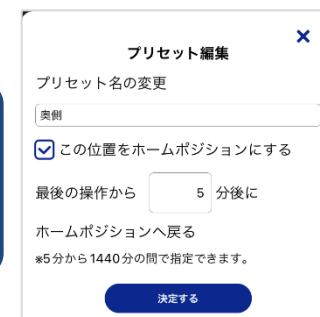 プリセット編集
プリセット名の変更
奥側
この位置をホームポジションにする
最後の操作から 5 分後に
ホームポジションへ戻る
※5分から1440分の間で指定できます。
決定する